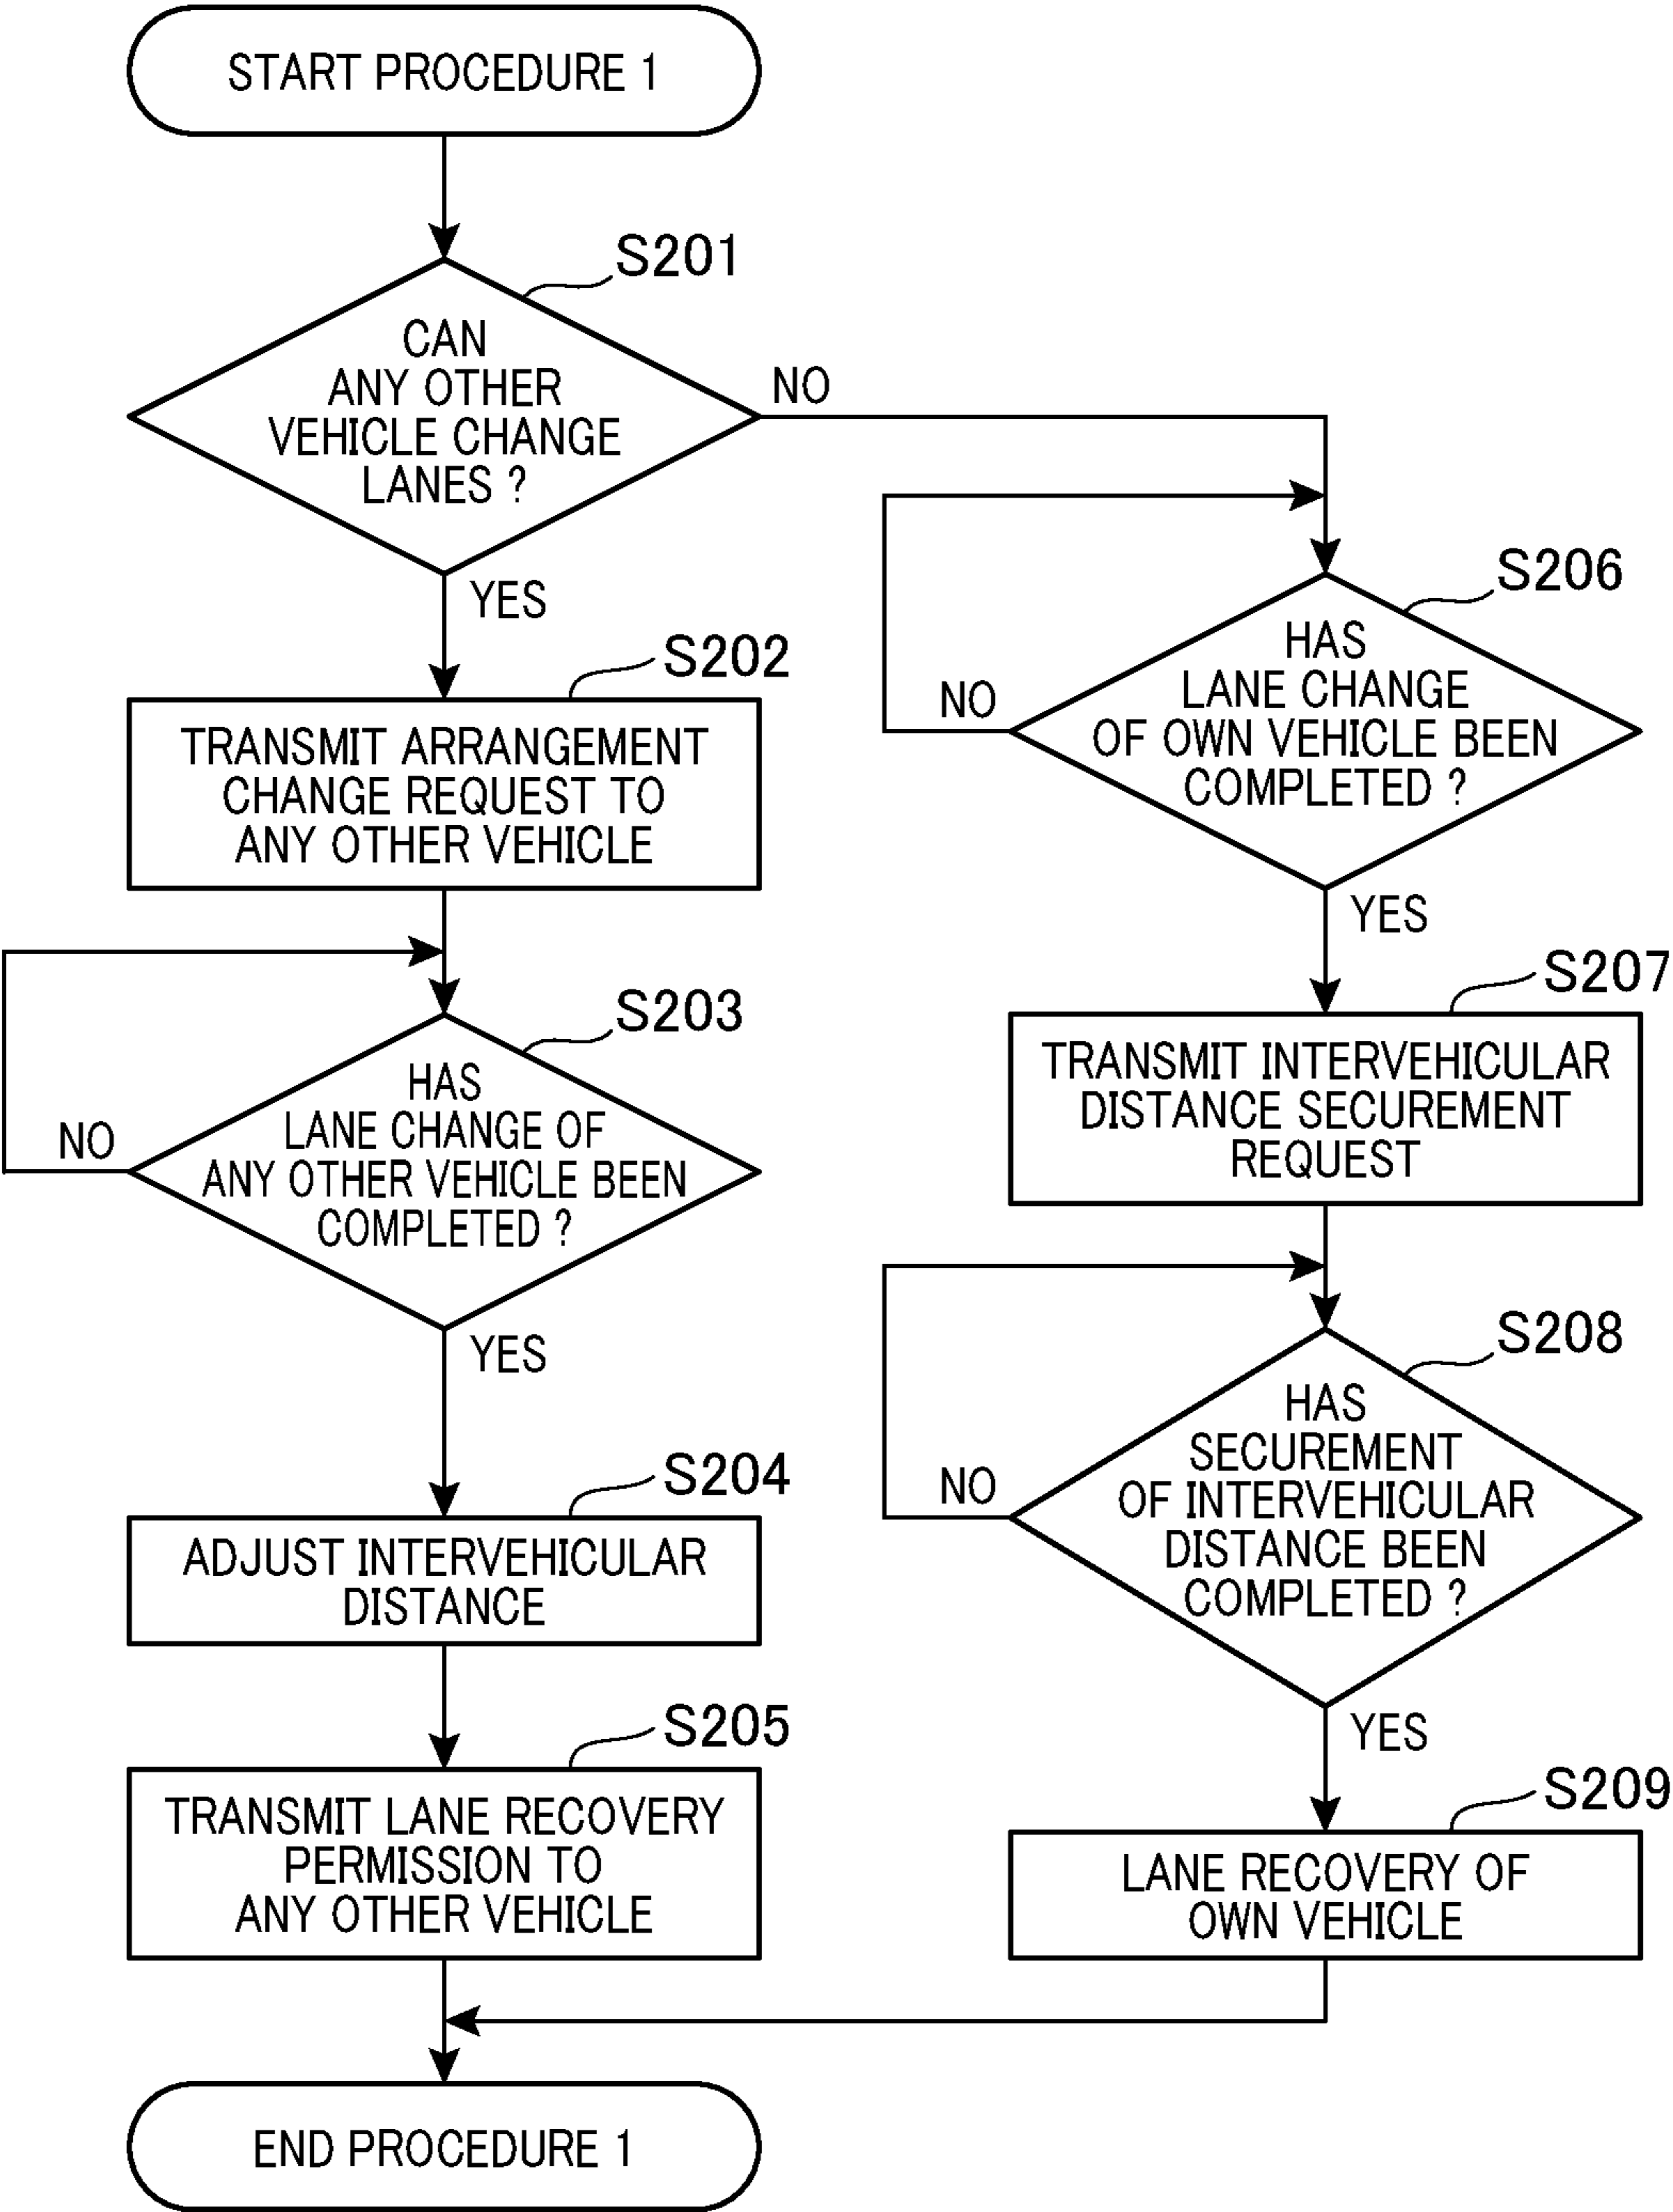 START PROCEDURE 1
S201
CAN
ANY OTHER
VEHICLE CHANGE
LANES ?
NO
YES
S202
TRANSMIT ARRANGEMENT
CHANGE REQUEST TO
ANY OTHER VEHICLE
S203
HAS
LANE CHANGE OF
ANY OTHER VEHICLE BEEN
COMPLETED ?
NO
YES
S204
ADJUST INTERVEHICULAR
DISTANCE
S205
TRANSMIT LANE RECOVERY
PERMISSION TO
ANY OTHER VEHICLE
S206
HAS
LANE CHANGE
OF OWN VEHICLE BEEN
COMPLETED ?
NO
YES
S207
TRANSMIT INTERVEHICULAR
DISTANCE SECUREMENT
REQUEST
S208
HAS
SECUREMENT
OF INTERVEHICULAR
DISTANCE BEEN
COMPLETED ?
NO
YES
S209
LANE RECOVERY OF
OWN VEHICLE
END PROCEDURE 1